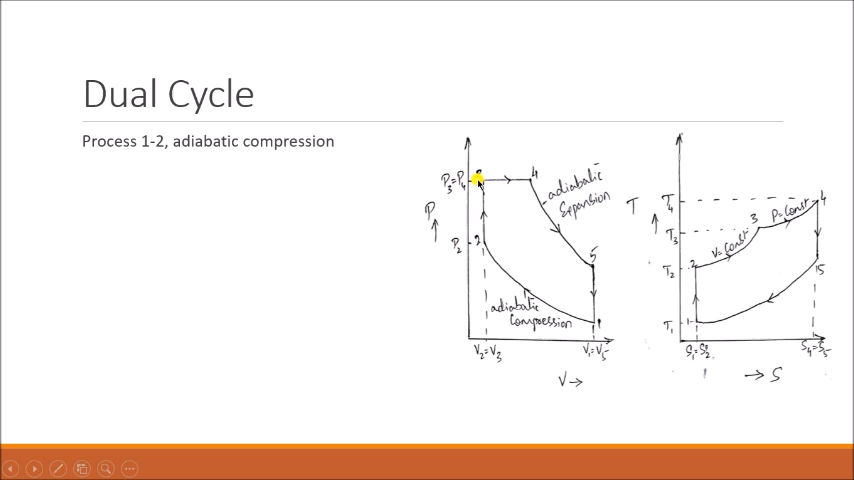 Dual Cycle
Process 1-2, adiabatic compression
P3=P4
P
P2
2
4
adiabatic
Expansion
5
adiabatic
Compression
1
V2=V3
V1=V5
V→
T
T4
T3
T2
T1
2
3
V=Const
P=Const
4
5
1
S1=S2
S4=S5
→ S